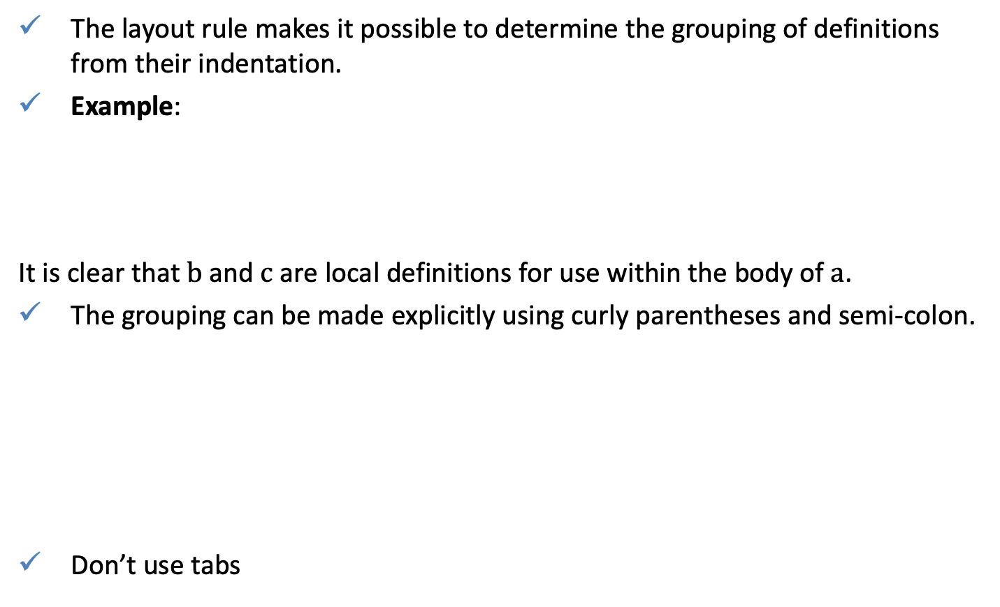 ✓ The layout rule makes it possible to determine the grouping of definitions
from their indentation.
✓ Example:
It is clear that b and c are local definitions for use within the body of a.
✓ The grouping can be made explicitly using curly parentheses and semi-colon.
✓ Don’t use tabs